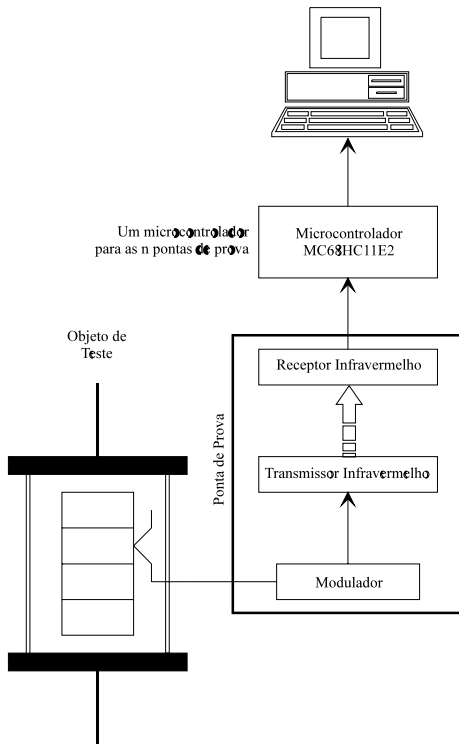 Um microcontrolador
para as n pontas de prova
Microcontrolador
MC68HC11E2
Objeto de
Teste
Receptor Infravermelho
Ponta de Prova
Transmissor Infravermelho
Modulador